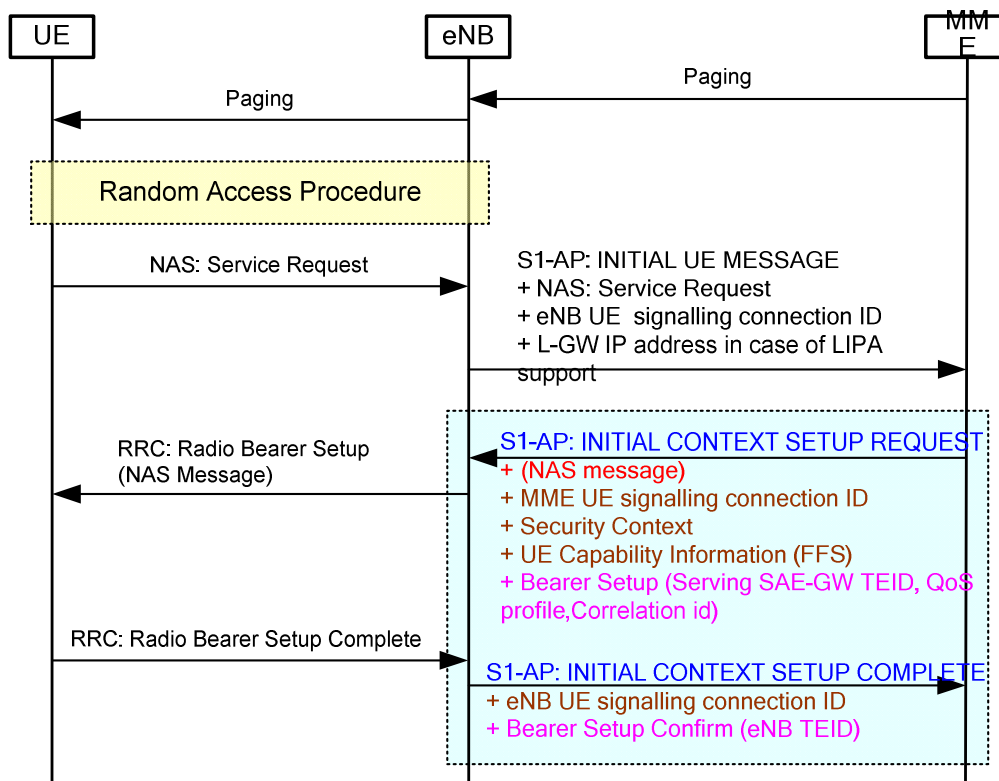 UE
eNB
MM
E
Paging
Paging
Random Access Procedure
NAS: Service Request
S1-AP: INITIAL UE MESSAGE
+ NAS: Service Request
+ eNB UE  signalling connection ID
+ L-GW IP address in case of LIPA
support
RRC: Radio Bearer Setup
(NAS Message)
S1-AP: INITIAL CONTEXT SETUP REQUEST
+ (NAS message)
+ MME UE signalling connection ID
+ Security Context
+ UE Capability Information (FFS)
+ Bearer Setup (Serving SAE-GW TEID, QoS
profile,Correlation id)
RRC: Radio Bearer Setup Complete
S1-AP: INITIAL CONTEXT SETUP COMPLETE
+ eNB UE signalling connection ID
+ Bearer Setup Confirm (eNB TEID)